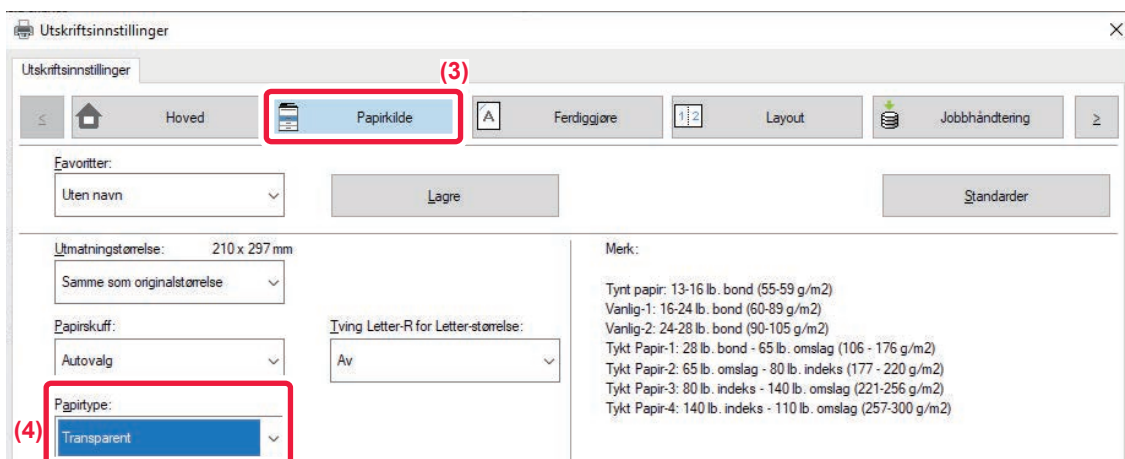 Utskriftsinnstillinger
Utskriftsinnstillinger
(3)
Hoved
Papirkilde
Ferdiggjøre
Layout
Jobbhåndtering
Favoritter:
Uten navn
Lagre
Standarder
Utmatningstørrelse: 210 x 297 mm
Samme som originalstørrelse
Papirskuff:
Autovalg
Tving Letter-R for Letter-størrelse:
Av
Papirtype:
(4)
Transparent
Merk:
Tynt papir: 13-16 lb. bond (55-59 g/m2)
Vanlig-1: 16-24 lb. bond (60-89 g/m2)
Vanlig-2: 24-28 lb. bond (90-105 g/m2)
Tykt Papir-1: 28 lb. bond - 65 lb. omslag (106 - 176 g/m2)
Tykt Papir-2: 65 lb. omslag - 80 lb. indeks (177 - 220 g/m2)
Tykt Papir-3: 80 lb. indeks - 140 lb. omslag (221-256 g/m2)
Tykt Papir-4: 140 lb. indeks - 110 lb. omslag (257-300 g/m2)